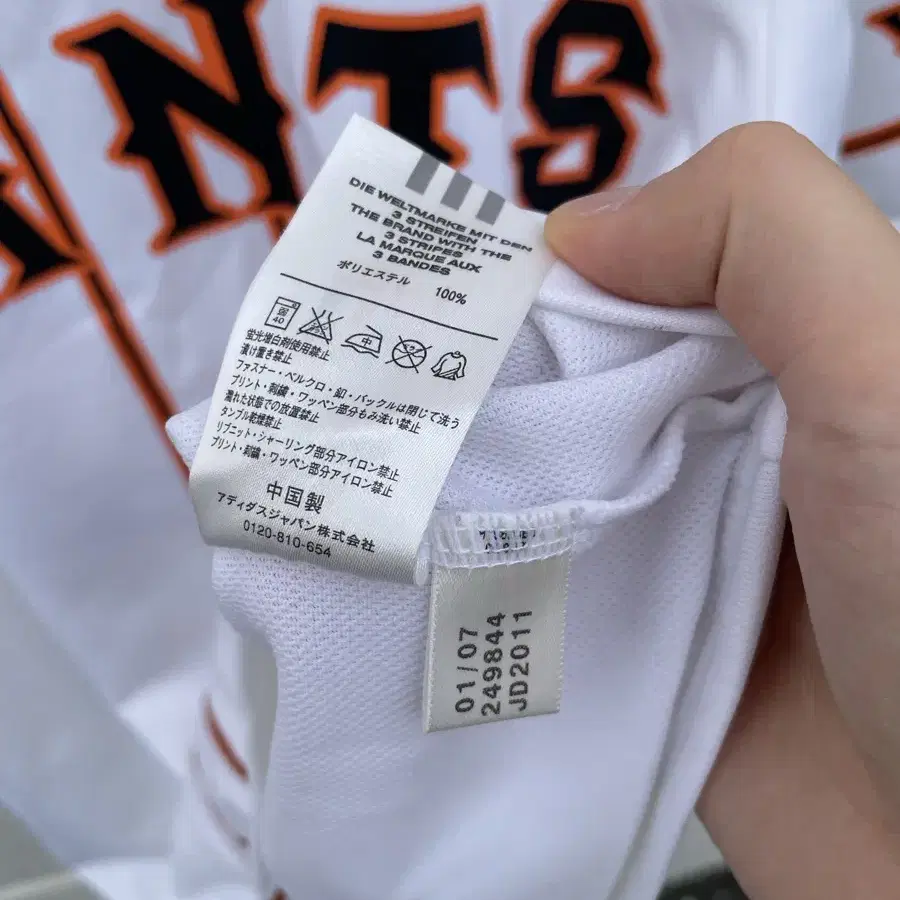 NTS
DIE WELTMARKE MIT DEN
3 STREIFEN
THE BRAND WITH THE
3 STRIPES
LA MARQUE AUX
3 BANDES
ポリエステル 100%
40 中
蛍光増白剤使用禁止
漬け置き禁止
ファスナー・ベルクロ・釦・バックルは閉じて洗う
プリント・刺繍・ワッペン部分もみ洗い禁止
濡れた状態での放置禁止
タンブル乾燥禁止
リブニット・シャーリング部分アイロン禁止
プリント・刺繍・ワッペン部分アイロン禁止
中国製
アディダスジャパン株式会社
0120-810-654
01/07
249844
JD2011